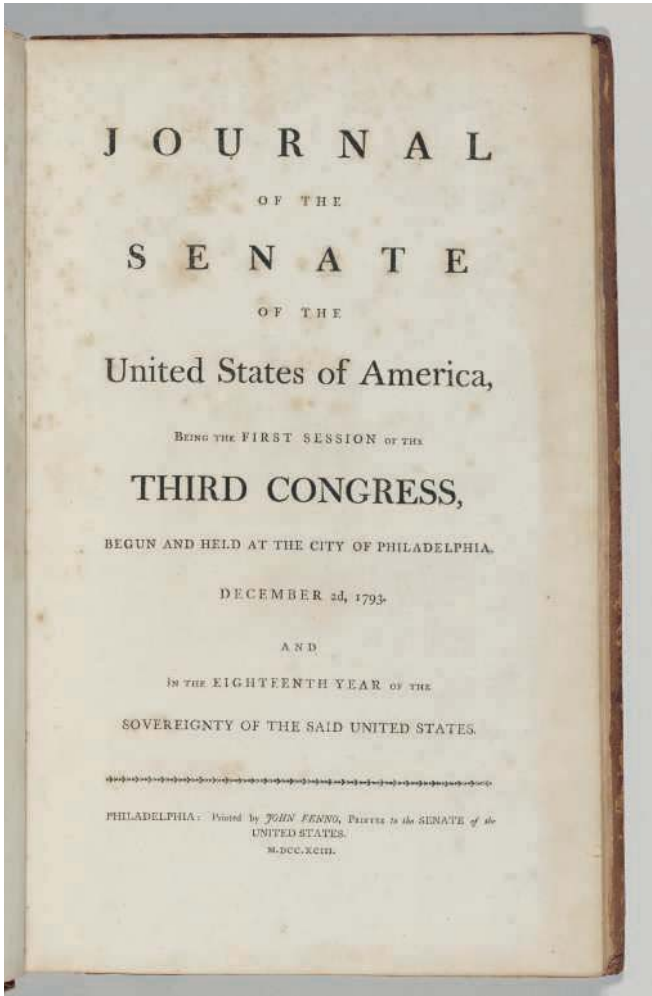 JOURNAL
OF THE
SENATE
OF THE
United States of America,
BEING THE FIRST SESSION OF THE
THIRD CONGRESS,
BEGUN AND HELD AT THE CITY OF PHILADELPHIA,
DECEMBER 2d, 1793.
AND
IN THE EIGHTEENTH YEAR OF THE
SOVEREIGNTY OF THE SAID UNITED STATES.
PHILADELPHIA: Printed by JOHN FENNO, PRINTER to the SENATE of the
UNITED STATES.
M.DCC.XCIII.